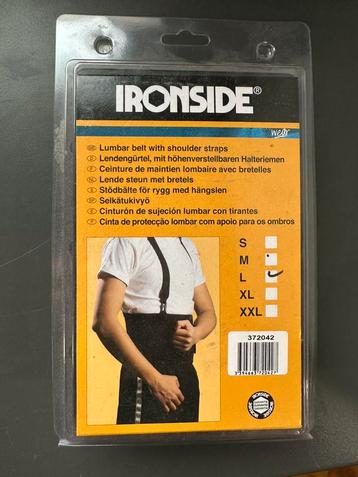 IRONSIDE®
wear
Lumbar belt with shoulder straps
Lendengürtel, mit höhenverstellbaren Halteriemen
Ceinture de maintien lombaire avec bretelles
Lende steun met bretels
Stödbälte för rygg med hängslen
Selkätukivyö
Cinturón de sujeción lumbar con tirantes
Cinta de protecção lombar com apoio para os ombros
S
M
L
XL
XXL
372042
IRONSIDE